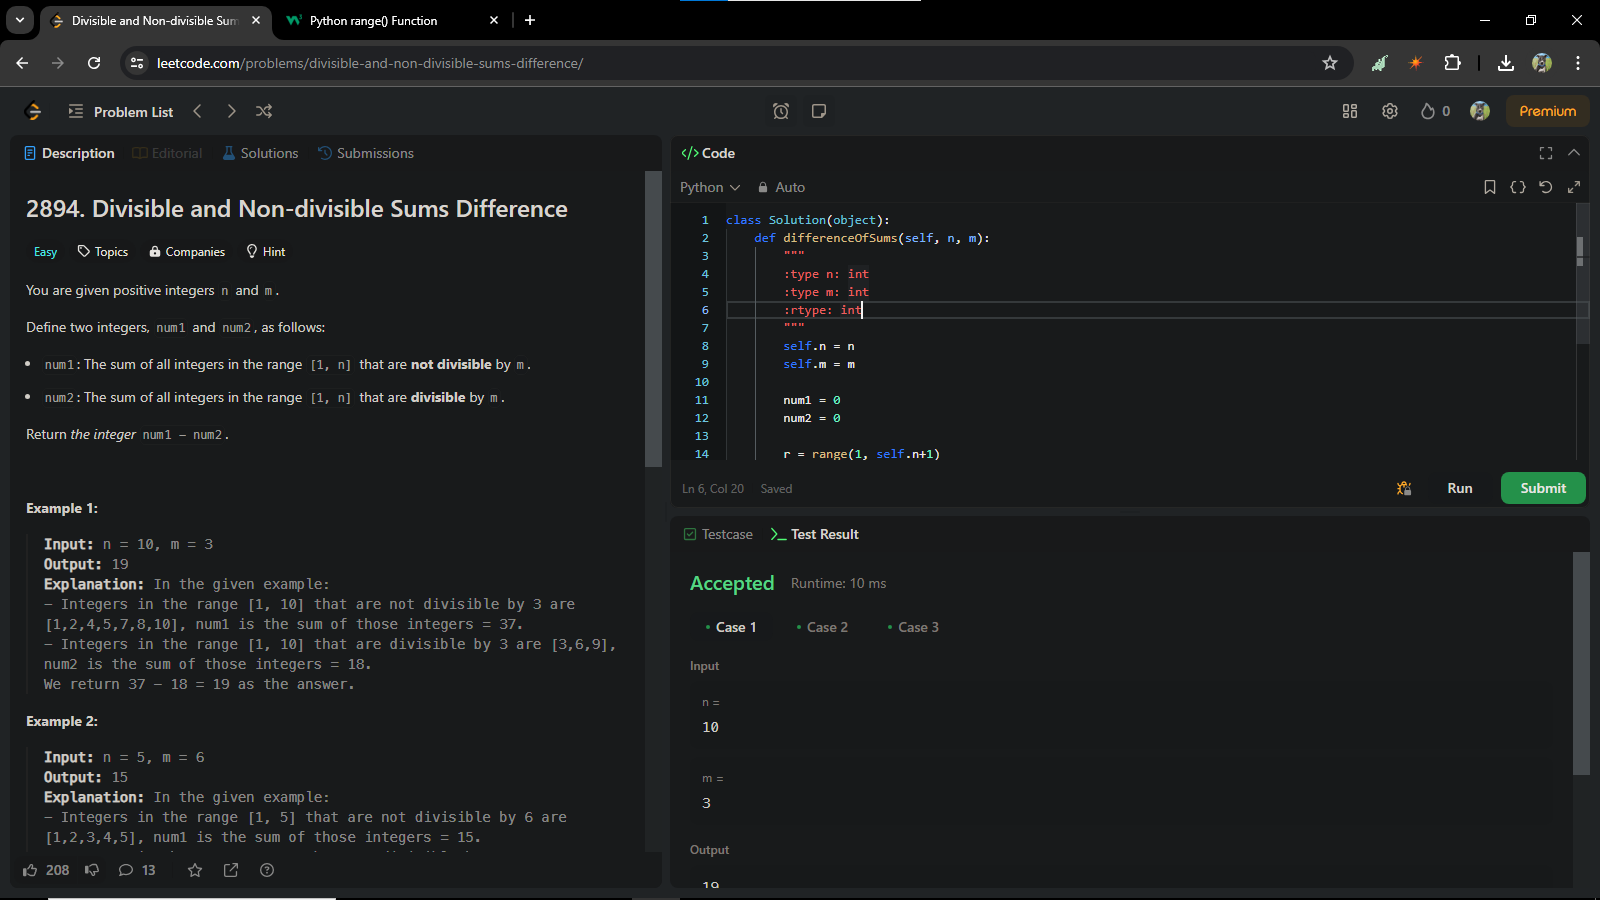 Divisible and Non-divisible Sum
Python range() Function
leetcode.com/problems/divisible-and-non-divisible-sums-difference/
Problem List
0
Premium
Description
Editorial
Solutions
Submissions
2894. Divisible and Non-divisible Sums Difference
Easy
Topics
Companies
Hint
You are given positive integers n and m.
Define two integers, num1 and num2, as follows:
• num1: The sum of all integers in the range [1, n] that are not divisible by m.
• num2: The sum of all integers in the range [1, n] that are divisible by m.
Return the integer num1 - num2.
Example 1:
Input: n = 10, m = 3
Output: 19
Explanation: In the given example:
- Integers in the range [1, 10] that are not divisible by 3 are
[1,2,4,5,7,8,10], num1 is the sum of those integers = 37.
- Integers in the range [1, 10] that are divisible by 3 are [3,6,9],
num2 is the sum of those integers = 18.
We return 37 - 18 = 19 as the answer.
Example 2:
Input: n = 5, m = 6
Output: 15
Explanation: In the given example:
- Integers in the range [1, 5] that are not divisible by 6 are
[1,2,3,4,5], num1 is the sum of those integers = 15.
208
13
</> Code
Python
Auto
1 class Solution(object):
2 def differenceOfSums(self, n, m):
3 """
4 :type n: int
5 :type m: int
6 :rtype: int
7 """
8 self.n = n
9 self.m = m
10
11 num1 = 0
12 num2 = 0
13
14 r = range(1, self.n+1)
Ln 6, Col 20
Saved
Run
Submit
Testcase
Test Result
Accepted
Runtime: 10 ms
• Case 1
• Case 2
• Case 3
Input
n =
10
m =
3
Output
19